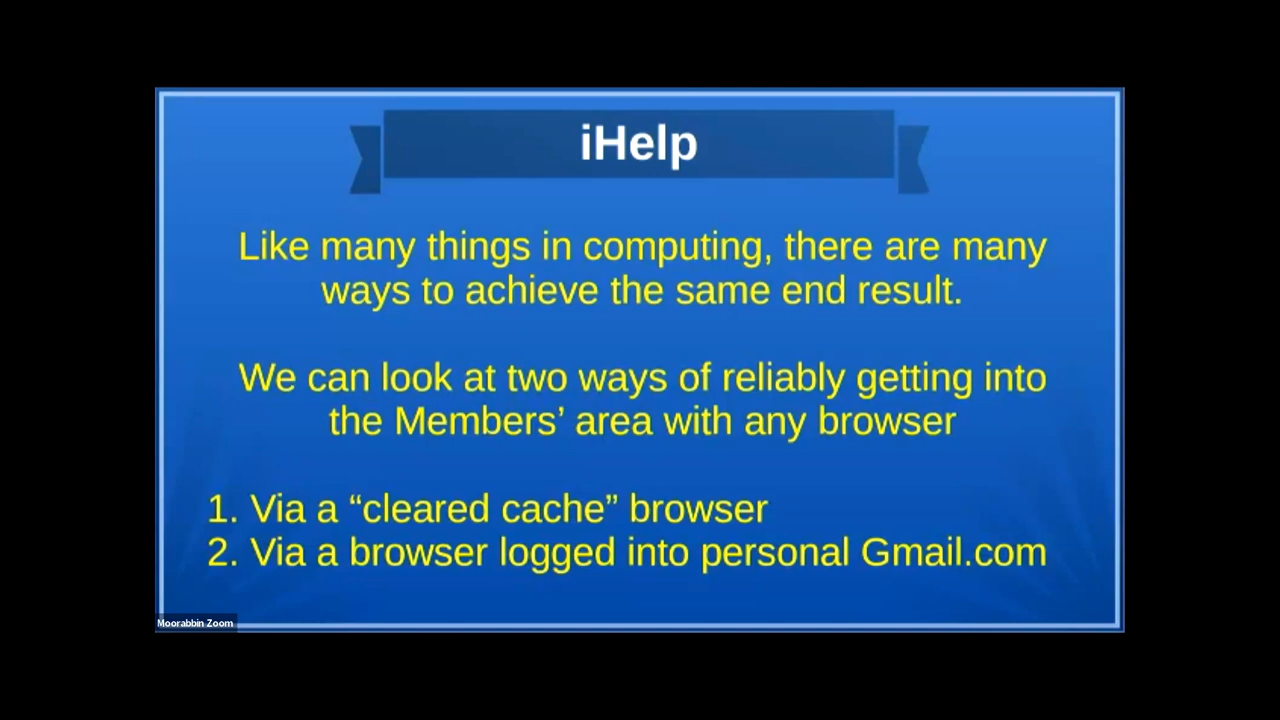 iHelp
Like many things in computing, there are many
ways to achieve the same end result.
We can look at two ways of reliably getting into
the Members’ area with any browser
1. Via a “cleared cache” browser
2. Via a browser logged into personal Gmail.com
Moorabbin Zoom